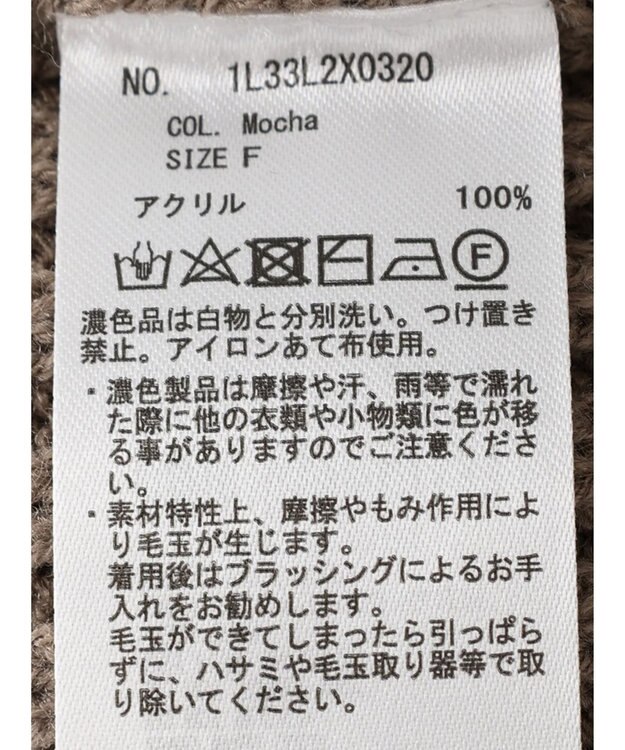 NO. 1L33L2X0320
COL. Mocha
SIZE F
アクリル 100%
F
濃色品は白物と分別洗い。つけ置き
禁止。アイロンあて布使用。
・濃色製品は摩擦や汗、雨等で濡れ
た際に他の衣類や小物類に色が移
る事がありますのでご注意くださ
い。
・素材特性上、摩擦やもみ作用によ
り毛玉が生じます。
着用後はブラッシングによるお手
入れをお勧めします。
毛玉ができてしまったら引っぱら
ずに、ハサミや毛玉取り器等で取
り除いてください。